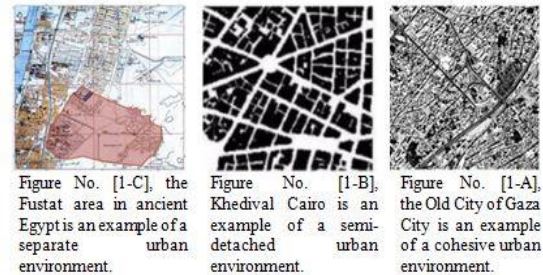 Figure No. [1-C], the
Fustat area in ancient
Egypt is an example of a
separate urban
environment.
Figure No. [1-B],
Khedival Cairo is an
example of a semi-
detached urban
environment.
Figure No. [1-A],
the Old City of Gaza
City is an example
of a cohesive urban
environment.